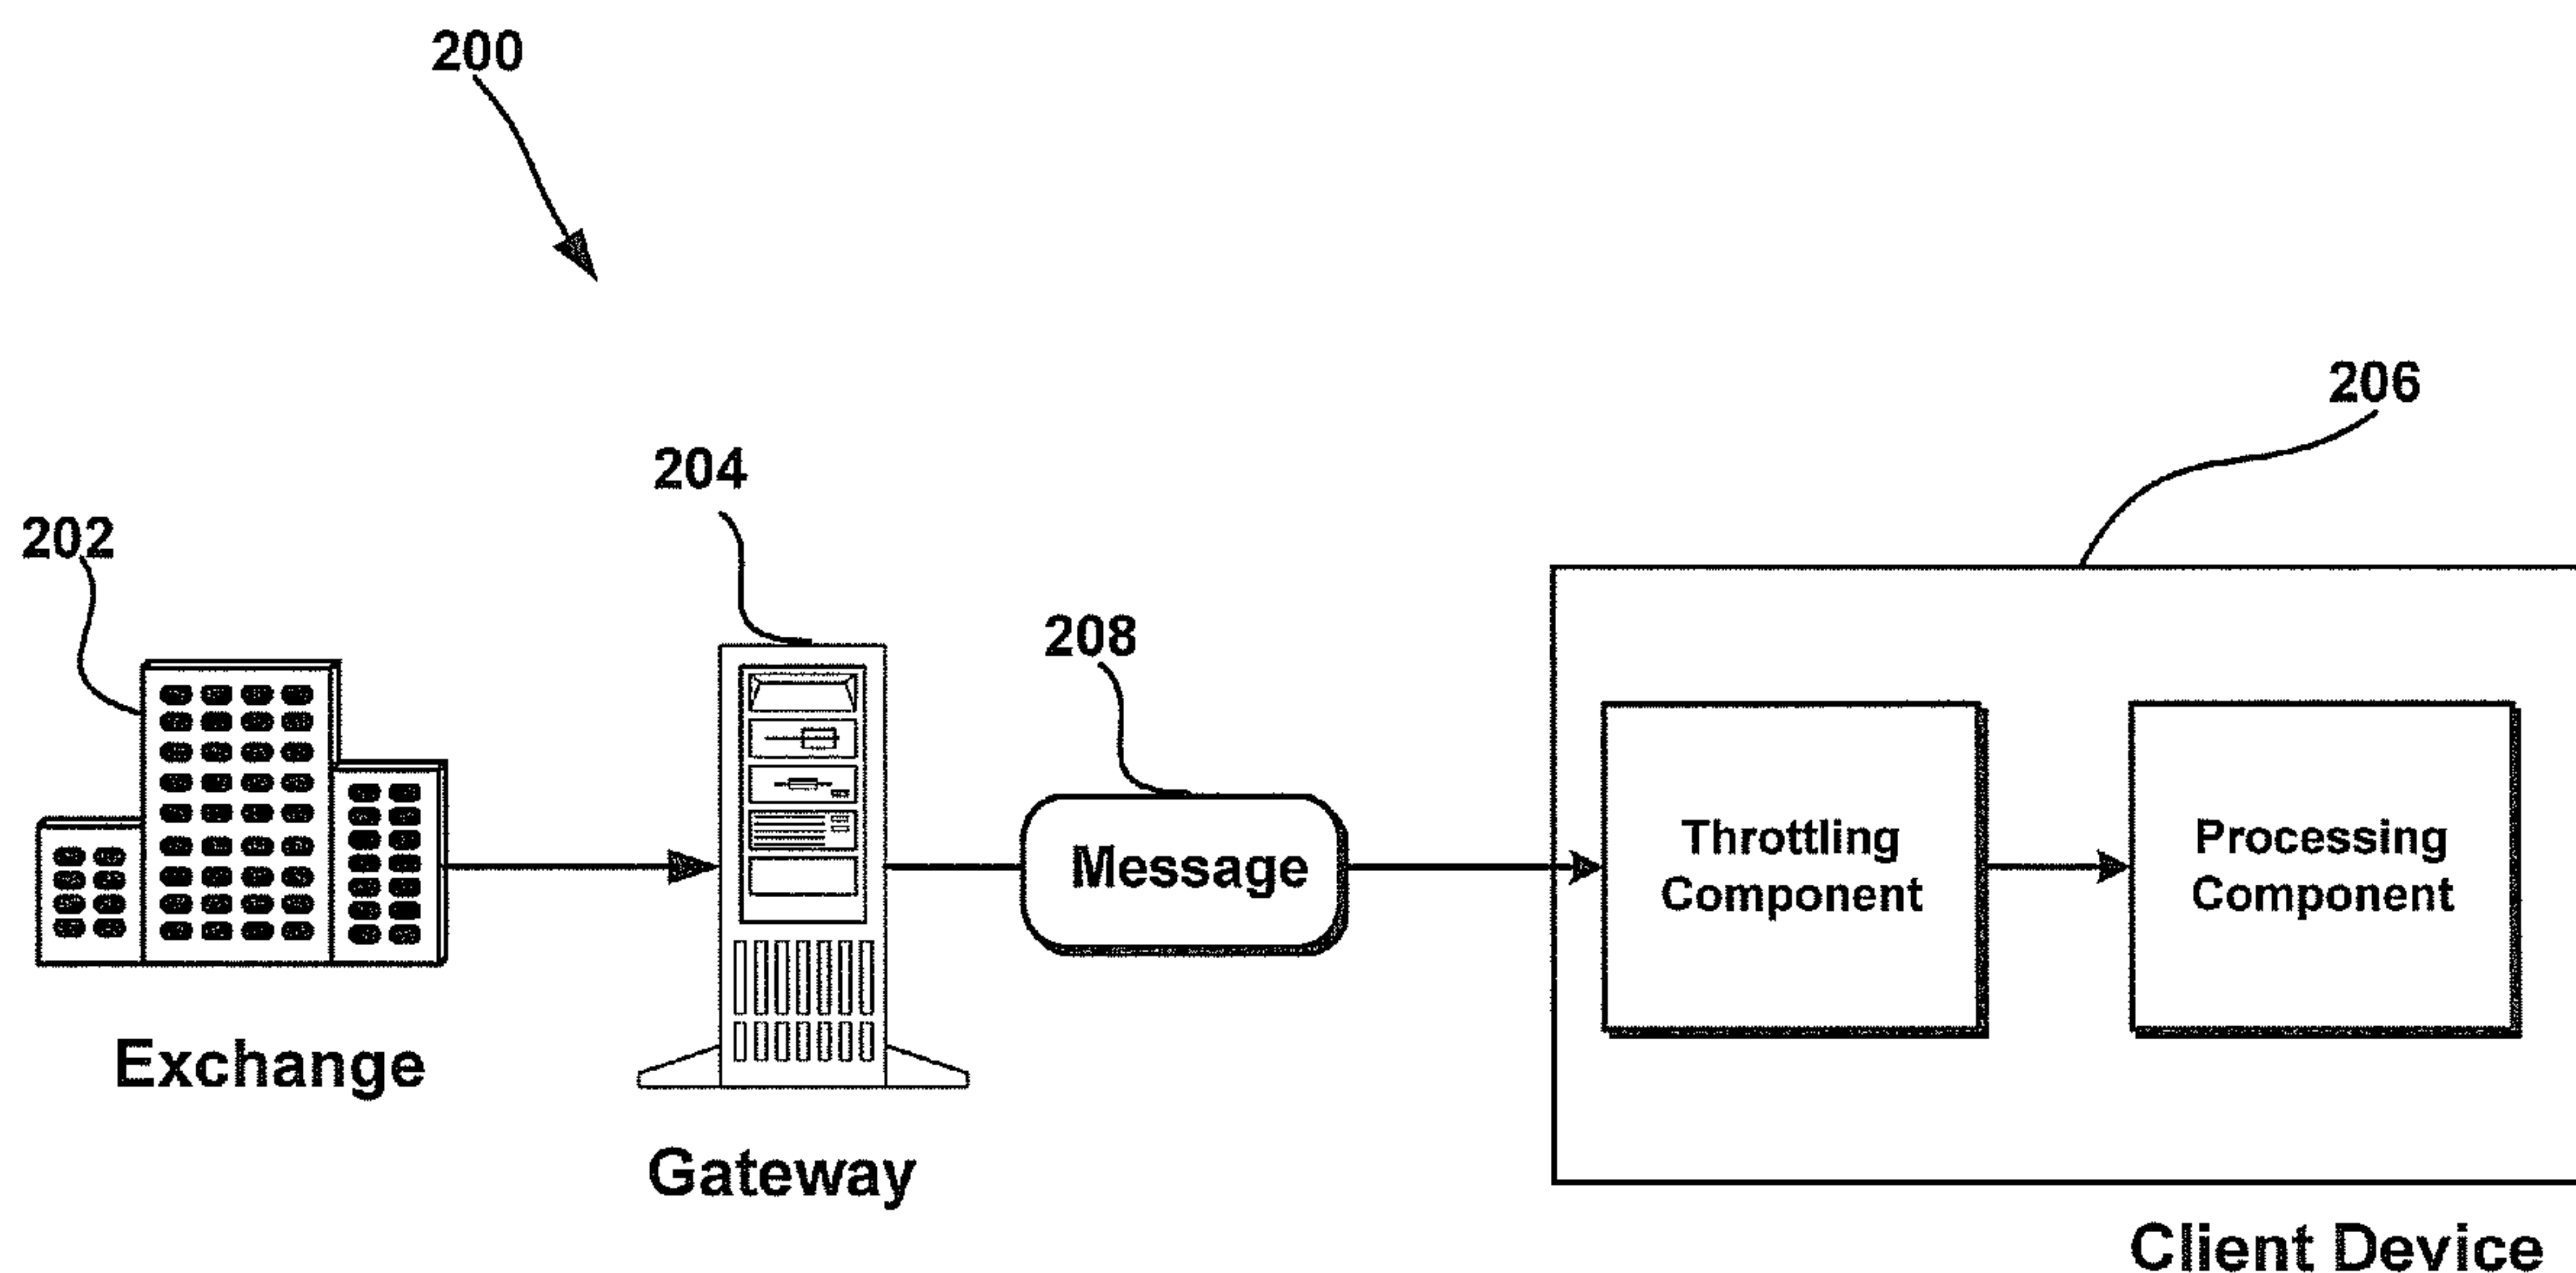 200
206
204
202
208
Message
Throttling
Component
Processing
Component
Exchange
Gateway
Client Device